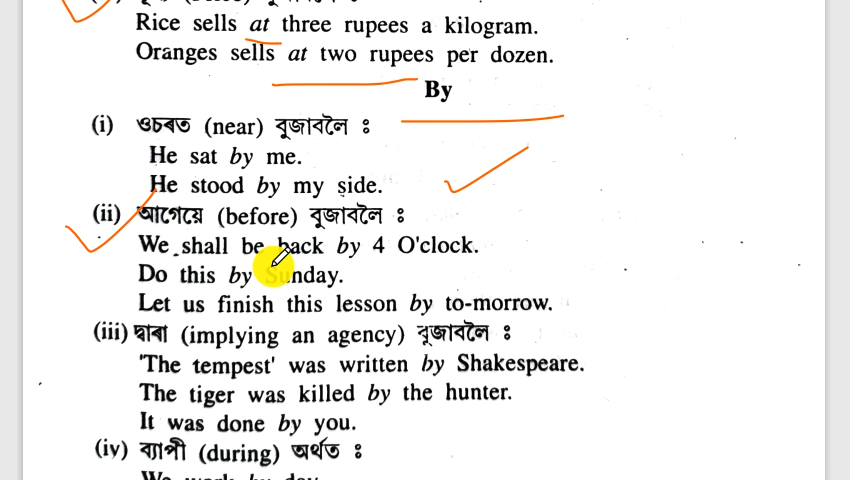 Rice sells at three rupees a kilogram.
Oranges sells at two rupees per dozen.
By
(i) ওচৰত (near) বুজাবলৈ ঃ
He sat by me.
He stood by my side.
(ii) আগেয়ে (before) বুজাবলৈ ঃ
We shall be back by 4 O'clock.
Do this by Sunday.
Let us finish this lesson by to-morrow.
(iii) দ্বাৰা (implying an agency) বুজাবলৈ ঃ
'The tempest' was written by Shakespeare.
The tiger was killed by the hunter.
It was done by you.
(iv) ব্যাপী (during) অৰ্থত ঃ
We work by day